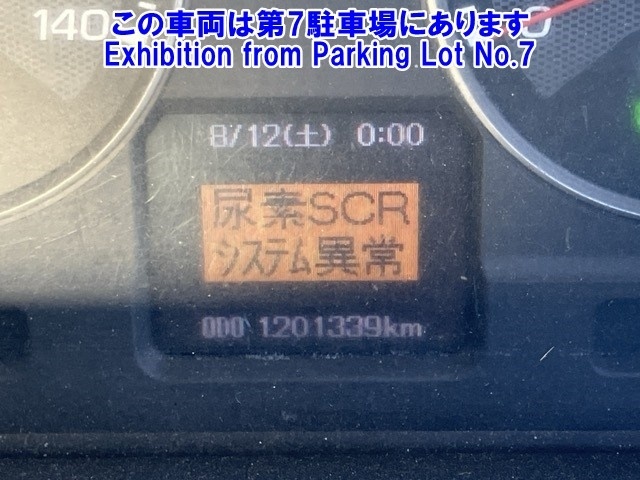 この車両は第7駐車場にあります
Exhibition from Parking Lot No.7
140
0
8/12(土) 0:00
尿素SCR
システム異常
ODO 1201339km